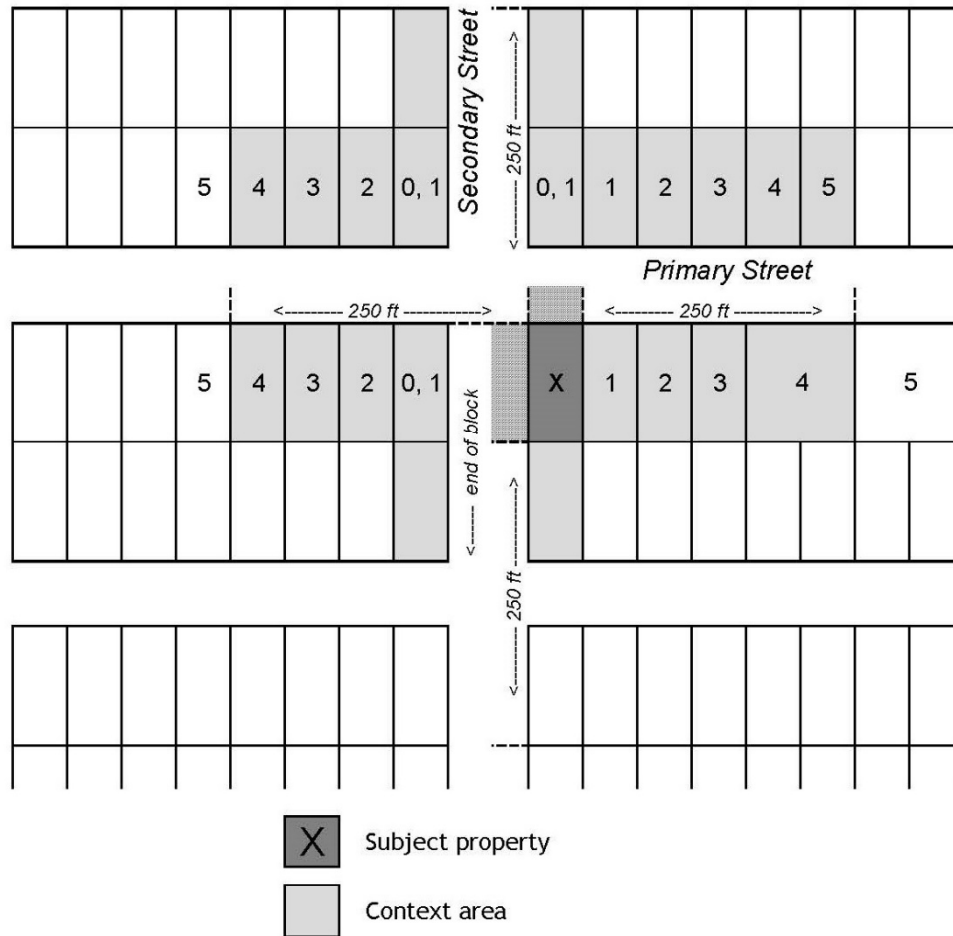 Secondary Street
<------- 250 ft ------->
5 4 3 2 0, 1
0, 1 1 2 3 4 5
Primary Street
<--------- 250 ft ----------->
<--------- 250 ft ------------>
5 4 3 2 0, 1
X 1 2 3 4 5
<------ end of block
<--------- 250 ft --------->
X Subject property
Context area